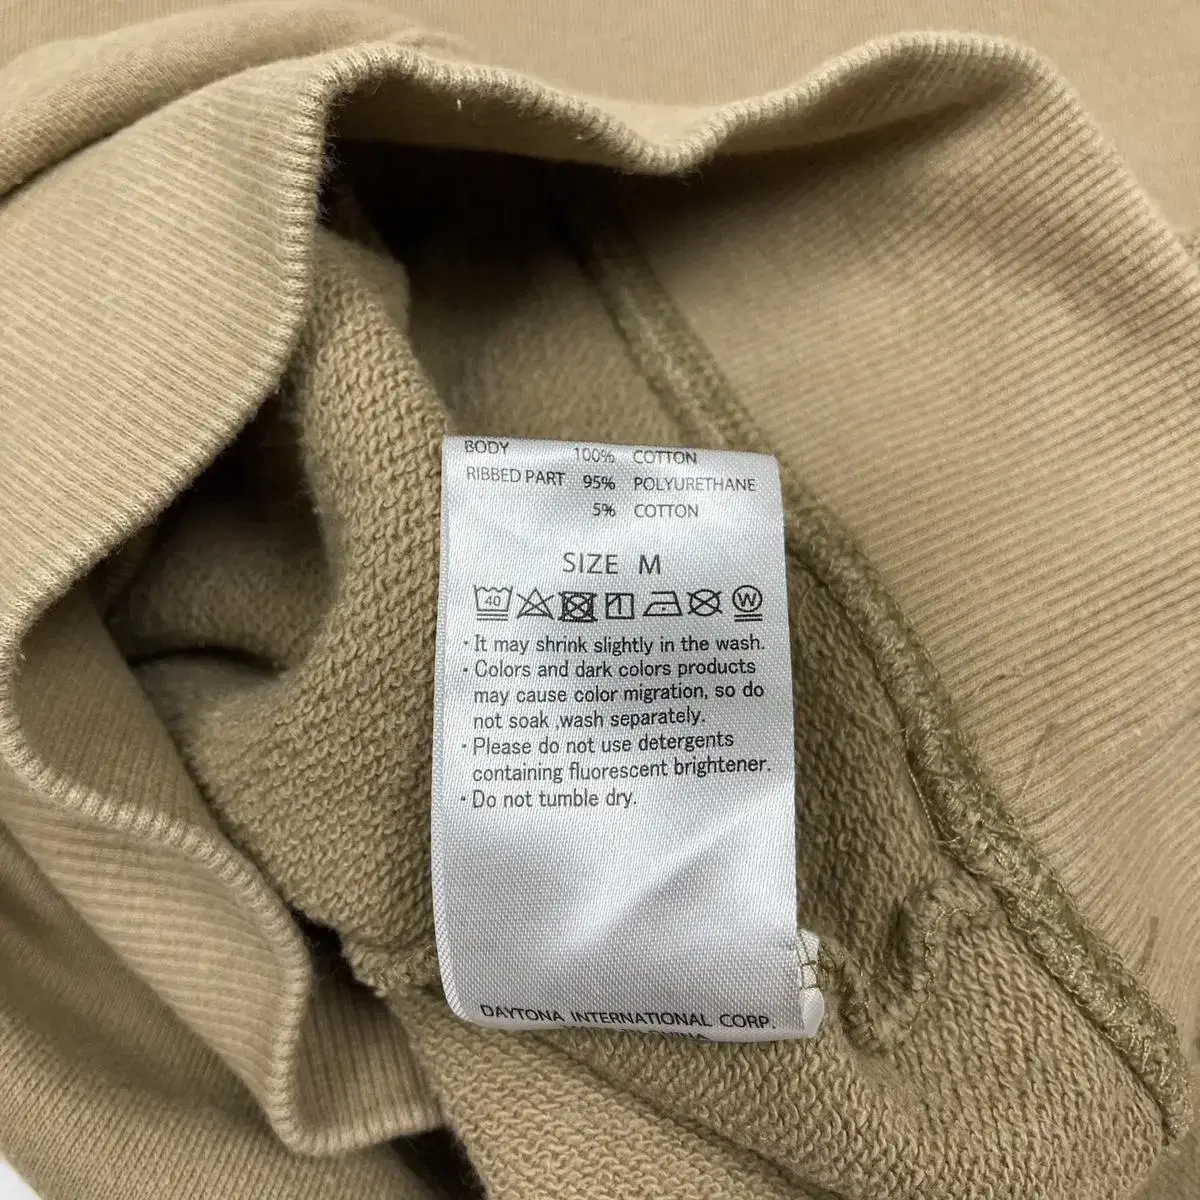 BODY 100% COTTON
RIBBED PART 95% POLYURETHANE
5% COTTON
SIZE M
40 W
· It may shrink slightly in the wash.
· Colors and dark colors products
may cause color migration, so do
not soak ,wash separately.
· Please do not use detergents
containing fluorescent brightener.
· Do not tumble dry.
DAYTONA INTERNATIONAL CORP.